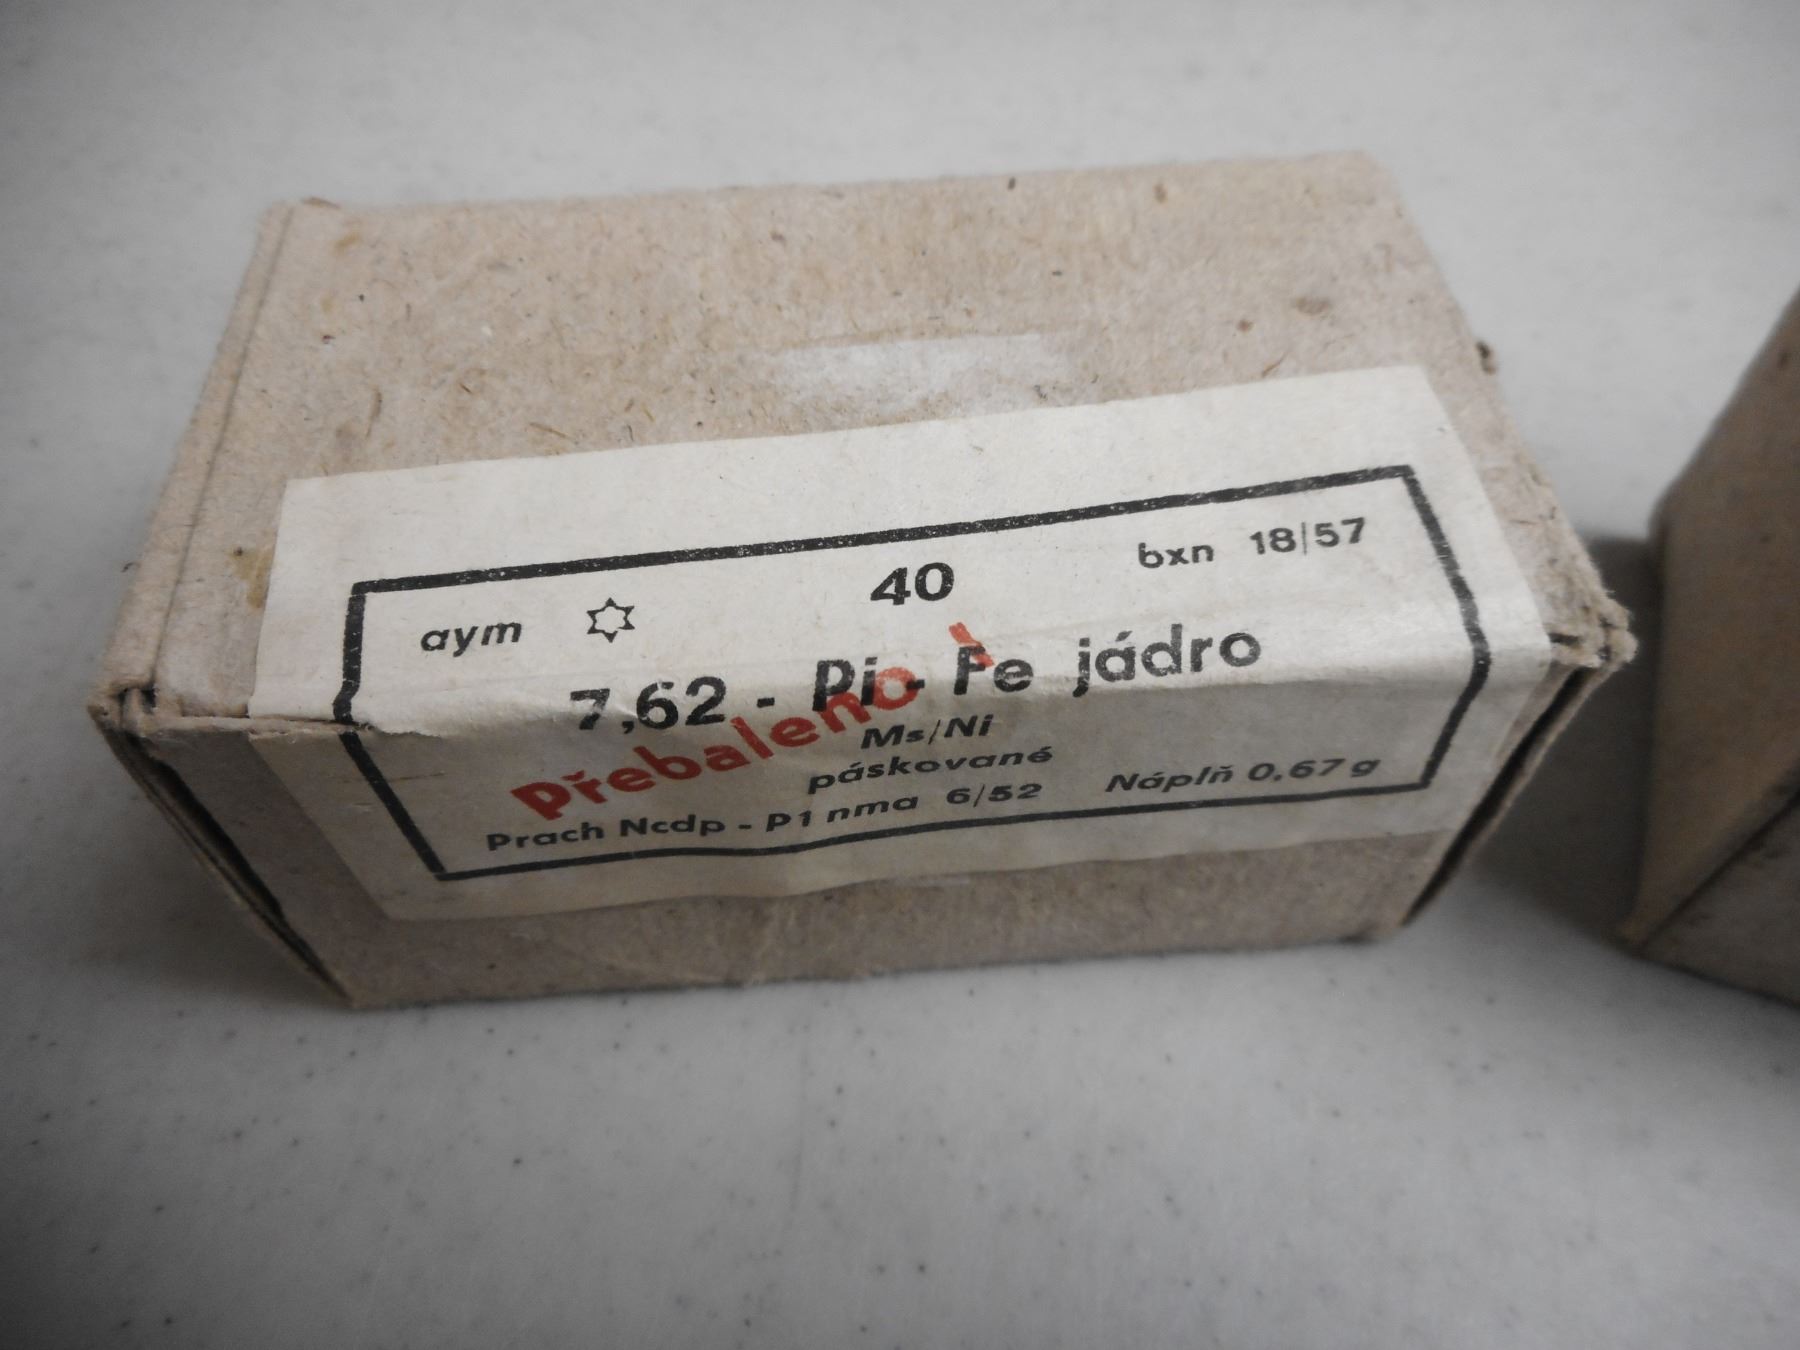 aym 40 bxn 18/57
7,62 - Pi - Fe jádro
Přebaleno!
Ms/Ni
páskované
Prach Ncdp - P1 nma 6/52 Náplň 0,67 g